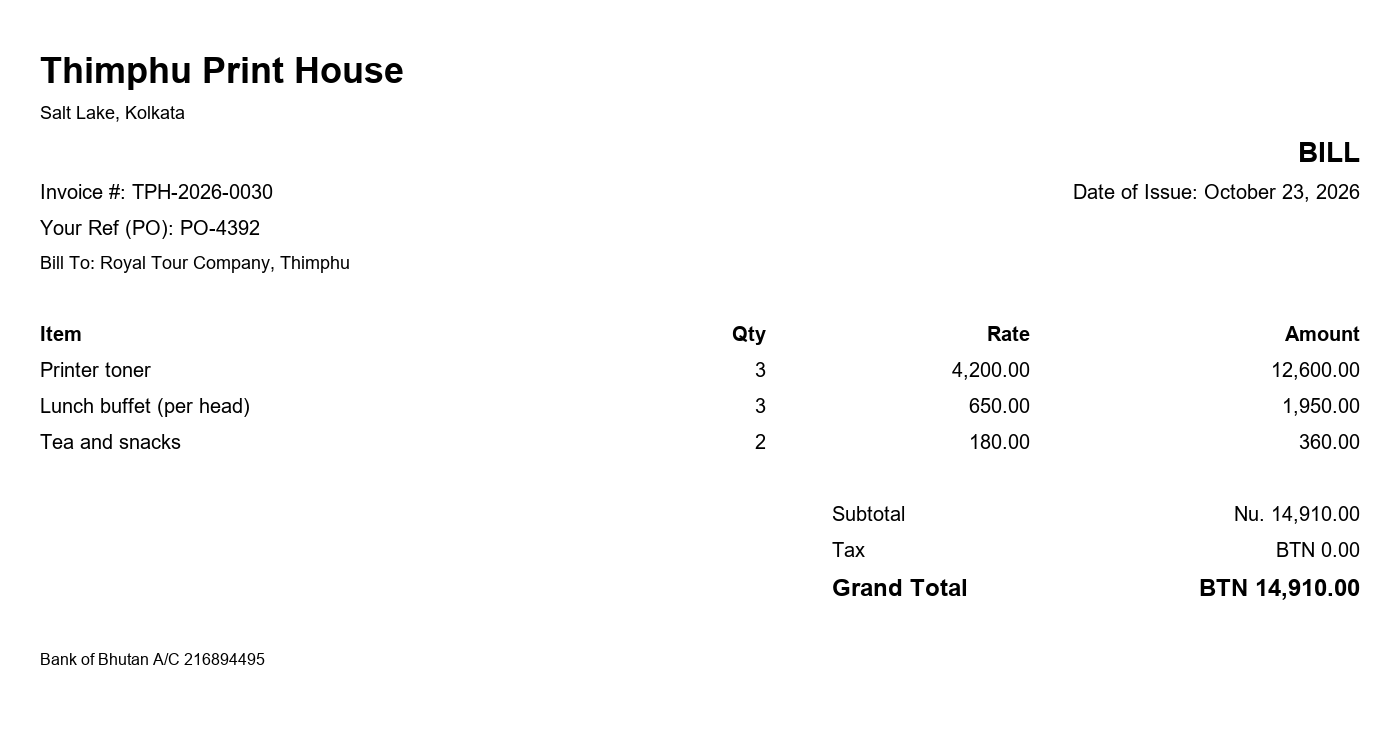 Thimphu Print House
Salt Lake, Kolkata
BILL
Invoice #: TPH-2026-0030 Date of Issue: October 23, 2026
Your Ref (PO): PO-4392
Bill To: Royal Tour Company, Thimphu
Item Qty Rate Amount
Printer toner 3 4,200.00 12,600.00
Lunch buffet (per head) 3 650.00 1,950.00
Tea and snacks 2 180.00 360.00
Subtotal Nu. 14,910.00
Tax BTN 0.00
Grand Total BTN 14,910.00
Bank of Bhutan A/C 216894495